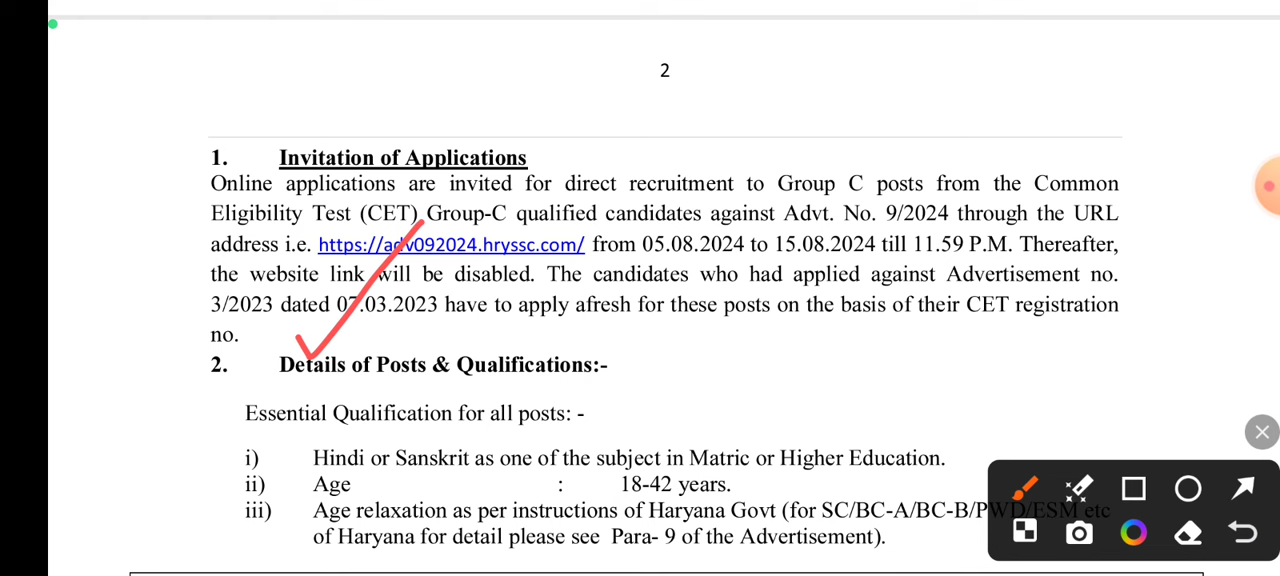 2
1. Invitation of Applications
Online applications are invited for direct recruitment to Group C posts from the Common
Eligibility Test (CET) Group-C qualified candidates against Advt. No. 9/2024 through the URL
address i.e. https://adv092024.hryssc.com/ from 05.08.2024 to 15.08.2024 till 11.59 P.M. Thereafter,
the website link will be disabled. The candidates who had applied against Advertisement no.
3/2023 dated 07.03.2023 have to apply afresh for these posts on the basis of their CET registration
no.
2. Details of Posts & Qualifications:-
Essential Qualification for all posts: -
i) Hindi or Sanskrit as one of the subject in Matric or Higher Education.
ii) Age : 18-42 years.
iii) Age relaxation as per instructions of Haryana Govt (for SC/BC-A/BC-B/PWD/ESM etc
of Haryana for detail please see Para- 9 of the Advertisement).